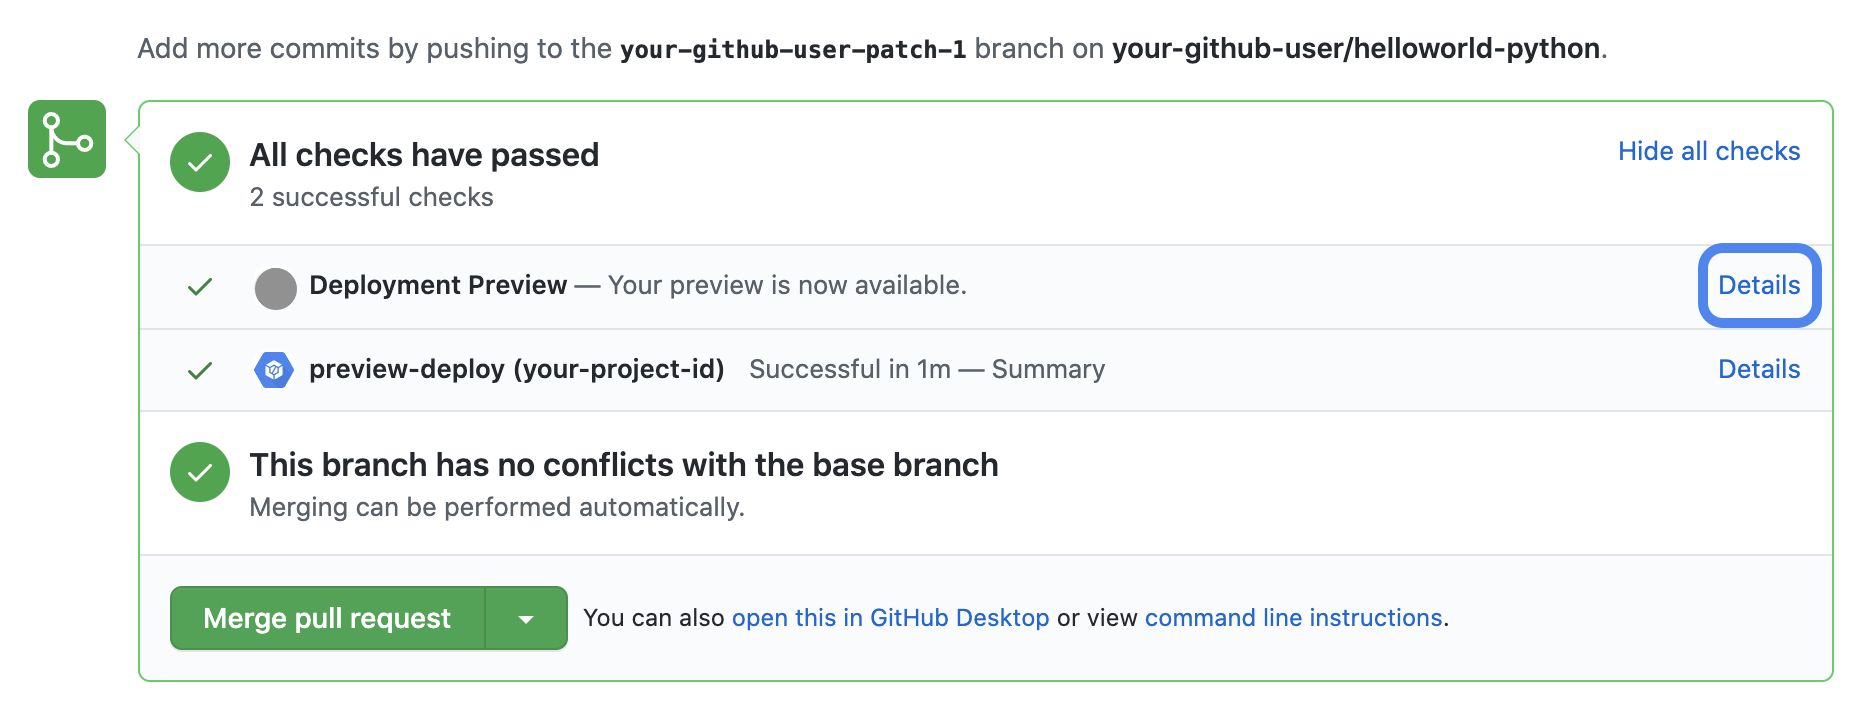 Add more commits by pushing to the your-github-user-patch-1 branch on your-github-user/helloworld-python.
All checks have passed
Hide all checks
2 successful checks
Deployment Preview — Your preview is now available. Details
preview-deploy (your-project-id) Successful in 1m — Summary Details
This branch has no conflicts with the base branch
Merging can be performed automatically.
Merge pull request You can also open this in GitHub Desktop or view command line instructions.